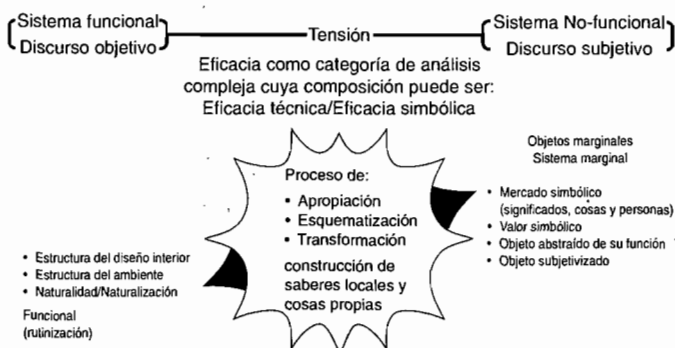 Sistema funcional
Discurso objetivo
Tensión
Sistema No-funcional
Discurso subjetivo
Eficacia como categoría de análisis
compleja cuya composición puede ser:
Eficacia técnica/Eficacia simbólica
Proceso de:
• Apropiación
• Esquematización
• Transformación
construcción de
saberes locales y
cosas propias
Objetos marginales
Sistema marginal
• Mercado simbólico
(significados, cosas y personas)
• Valor simbólico
• Objeto abstraído de su función
• Objeto subjetivizado
• Estructura del diseño interior
• Estructura del ambiente
• Naturalidad/Naturalización
Funcional
(rutinización)